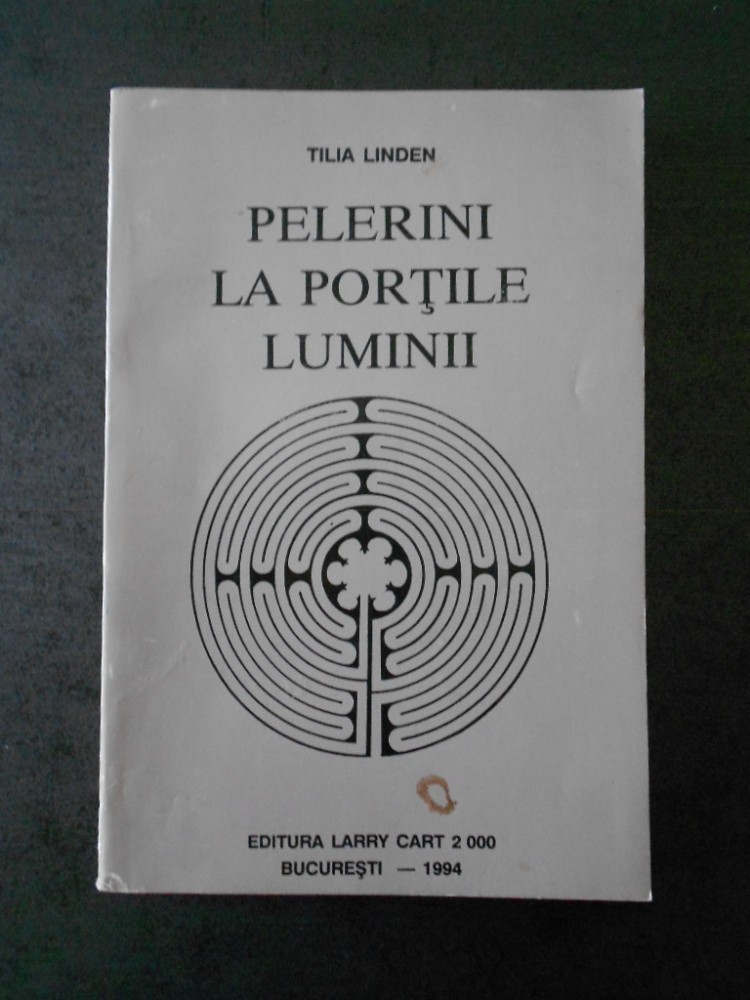 TILIA LINDEN
PELERINI
LA PORŢILE
LUMINII
EDITURA LARRY CART 2 000
BUCUREŞTI — 1994